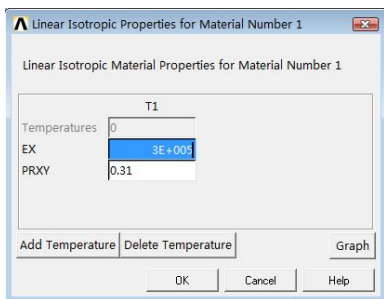 Linear Isotropic Properties for Material Number 1
Linear Isotropic Material Properties for Material Number 1
T1
Temperatures 0
EX 3E+005
PRXY 0.31
Add Temperature Delete Temperature Graph
OK Cancel Help